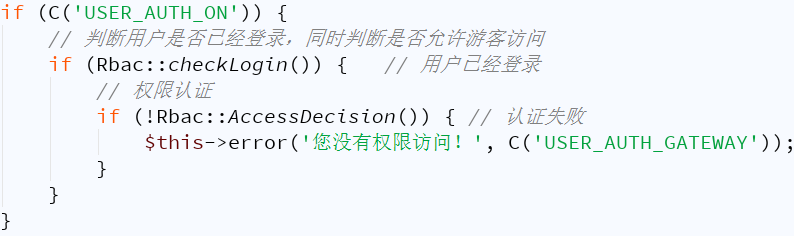 if (C('USER_AUTH_ON')) {
// 判断用户是否已经登录，同时判断是否允许游客访问
if (Rbac::checkLogin()) {   // 用户已经登录
// 权限认证
if (!Rbac::AccessDecision()) { // 认证失败
$this->error('您没有权限访问！', C('USER_AUTH_GATEWAY'));
}
}
}